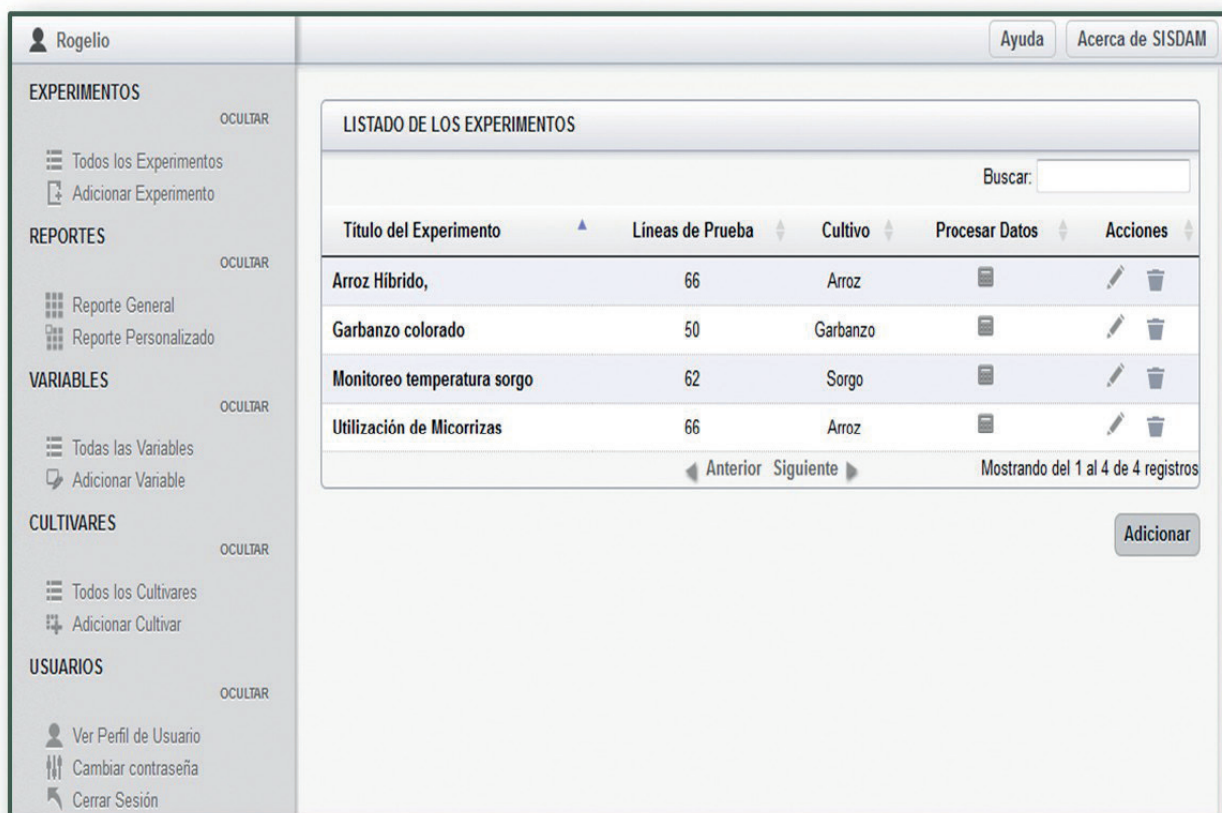 Rogelio
Ayuda
Acerca de SISDAM
EXPERIMENTOS
OCULTAR
Todos los Experimentos
Adicionar Experimento
REPORTES
OCULTAR
Reporte General
Reporte Personalizado
VARIABLES
OCULTAR
Todas las Variables
Adicionar Variable
CULTIVARES
OCULTAR
Todos los Cultivares
Adicionar Cultivar
USUARIOS
OCULTAR
Ver Perfil de Usuario
Cambiar contraseña
Cerrar Sesión
LISTADO DE LOS EXPERIMENTOS
Buscar:
Título del Experimento Líneas de Prueba Cultivo Procesar Datos Acciones
Arroz Híbrido, 66 Arroz
Garbanzo colorado 50 Garbanzo
Monitoreo temperatura sorgo 62 Sorgo
Utilización de Micorrizas 66 Arroz
Anterior Siguiente Mostrando del 1 al 4 de 4 registros
Adicionar